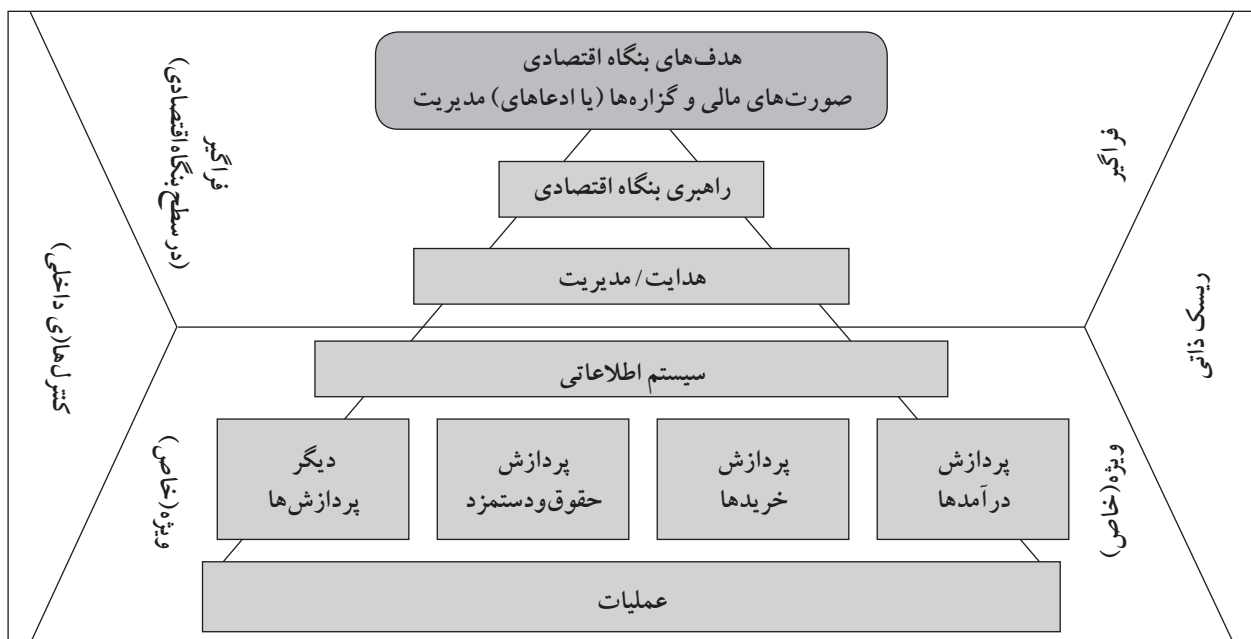 هدف‌های بنگاه اقتصادی
صورت‌های مالی و گزاره‌ها (یا ادعاهای) مدیریت
فراگیر
فراگیر
(در سطح بنگاه اقتصادی)
راهبری بنگاه اقتصادی
هدایت/ مدیریت
ریسک ذاتی
کنترل‌ها(ی داخلی)
سیستم اطلاعاتی
ویژه(خاص)
پردازش
درآمدها
پردازش
خریدها
پردازش
حقوق‌ودستمزد
دیگر
پردازش‌ها
ویژه(خاص)
عملیات